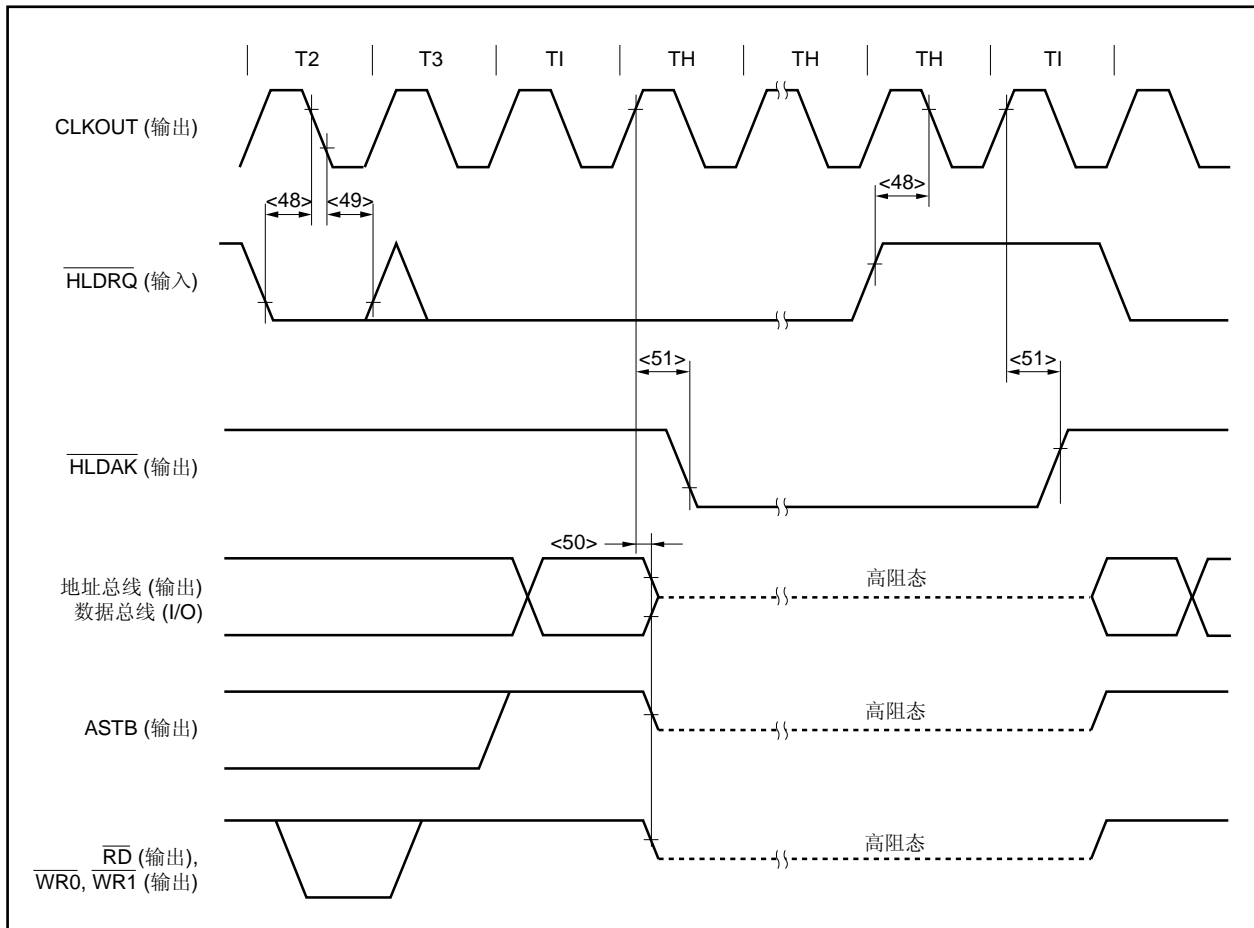 T2 T3 TI TH TH TH TI
CLKOUT (输出)
<48> <49> <48>
HLDRQ (输入)
<51> <51>
HLDAK (输出)
<50>
地址总线 (输出)
数据总线 (I/O)
高阻态
ASTB (输出)
高阻态
RD (输出),
WR0, WR1 (输出)
高阻态